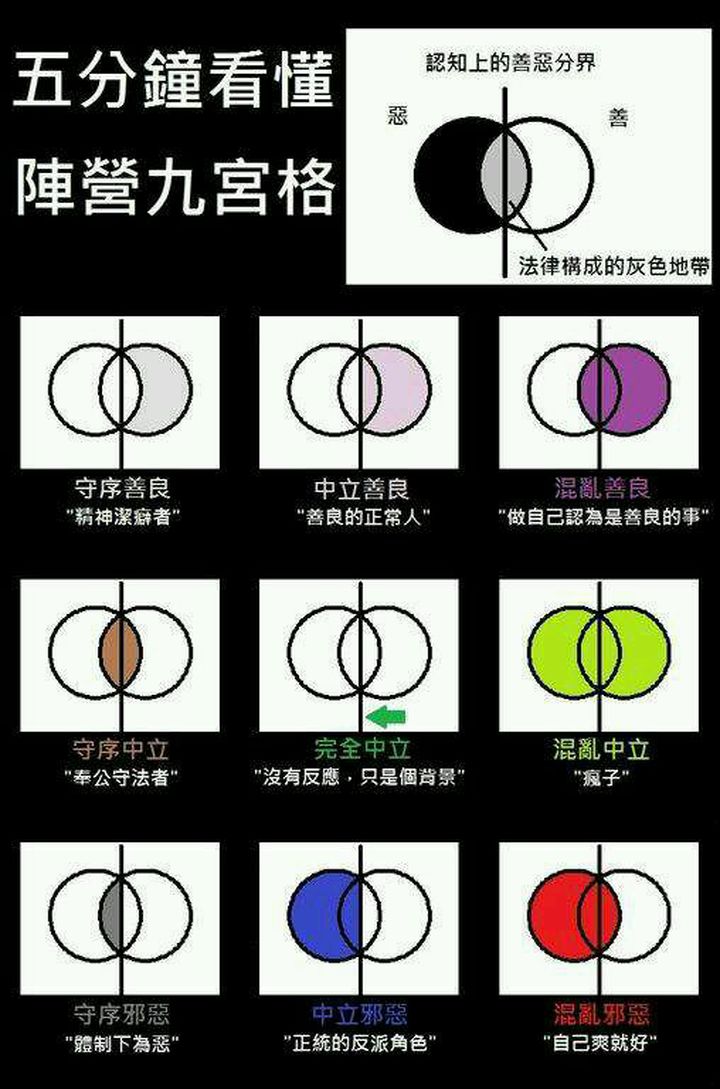 五分鐘看懂
陣營九宮格
認知上的善惡分界
惡
善
法律構成的灰色地帶
守序善良
"精神潔癖者"
中立善良
"善良的正常人"
混亂善良
"做自己認為是善良的事"
守序中立
"奉公守法者"
完全中立
"沒有反應，只是個背景"
混亂中立
"瘋子"
守序邪惡
"體制下為惡"
中立邪惡
"正統的反派角色"
混亂邪惡
"自己爽就好"